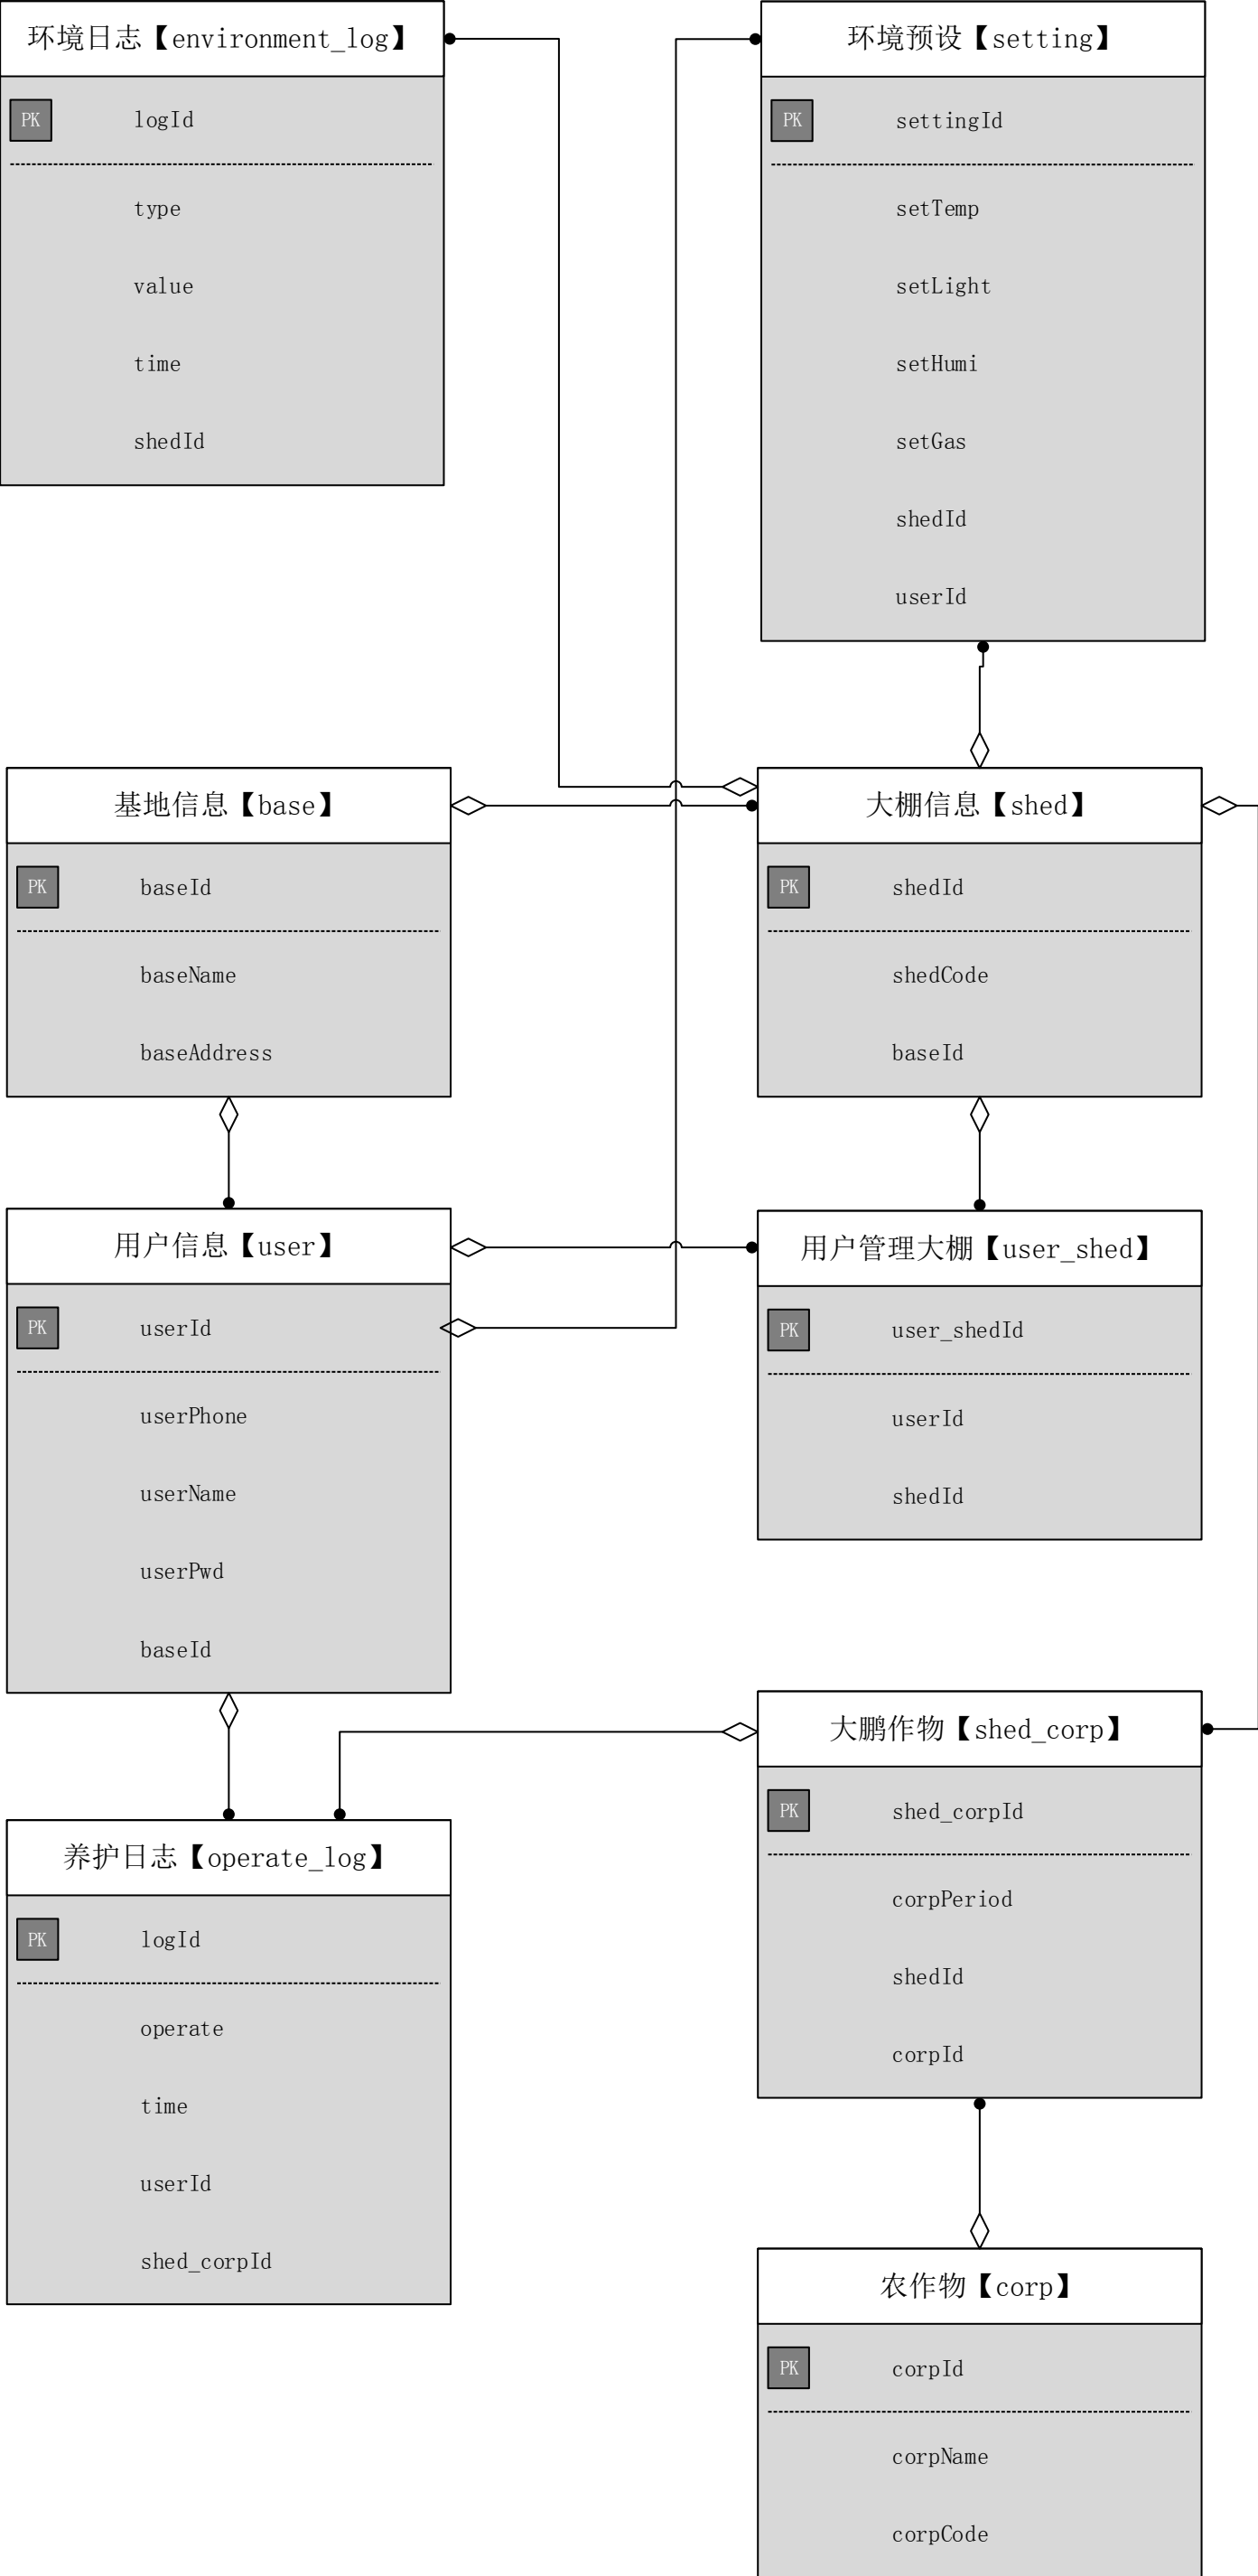 环境日志【environment_log】
PK logId
type
value
time
shedId
环境预设【setting】
PK settingId
setTemp
setLight
setHumi
setGas
shedId
userId
基地信息【base】
PK baseId
baseName
baseAddress
大棚信息【shed】
PK shedId
shedCode
baseId
用户信息【user】
PK userId
userPhone
userName
userPwd
baseId
用户管理大棚【user_shed】
PK user_shedId
userId
shedId
大鹏作物【shed_corp】
PK shed_corpId
corpPeriod
shedId
corpId
养护日志【operate_log】
PK logId
operate
time
userId
shed_corpId
农作物【corp】
PK corpId
corpName
corpCode